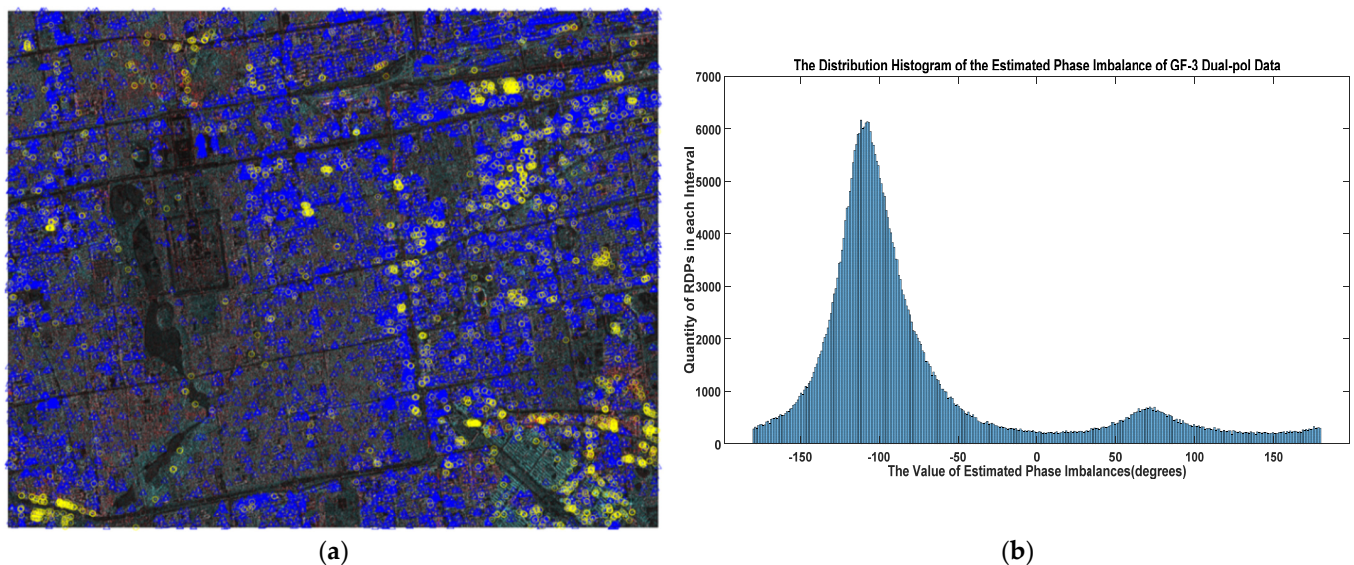 The Distribution Histogram of the Estimated Phase Imbalance of GF-3 Dual-pol Data
Quantity of RDPs in each Interval
7000
6000
5000
4000
3000
2000
1000
0
-150 -100 -50 0 50 100 150
The Value of Estimated Phase Imbalances(degrees)
(a) (b)